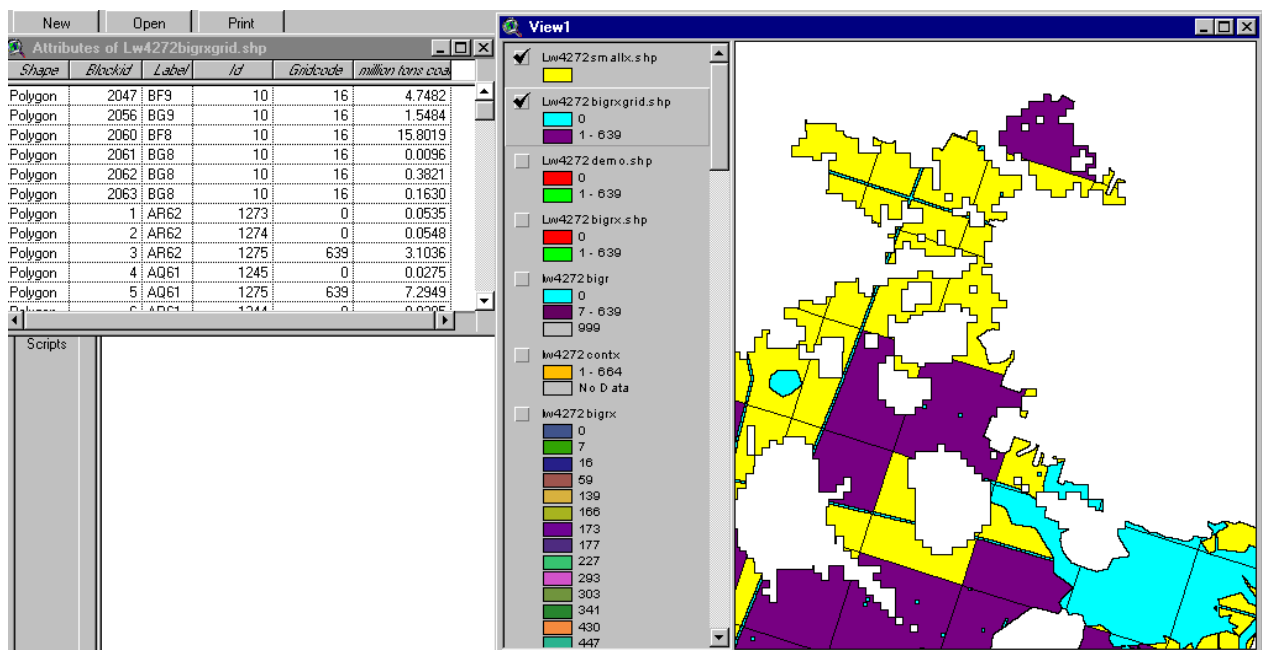 New Open Print
Attributes of Lw4272bigrxgrid.shp
Shape Blockid Label Id Gridcode million tons coal
Polygon 2047 BF9 10 16 4.7482
Polygon 2056 BG9 10 16 1.5484
Polygon 2060 BF8 10 16 15.8019
Polygon 2061 BG8 10 16 0.0096
Polygon 2062 BG8 10 16 0.3821
Polygon 2063 BG8 10 16 0.1630
Polygon 1 AR62 1273 0 0.0535
Polygon 2 AR62 1274 0 0.0548
Polygon 3 AR62 1275 639 3.1036
Polygon 4 AQ61 1245 0 0.0275
Polygon 5 AQ61 1275 639 7.2949
Scripts
View1
Lw4272smallx.shp
Lw4272bigrxgrid.shp
0
1 - 639
Lw4272demo.shp
0
1 - 639
Lw4272bigrx.shp
0
1 - 639
lw4272bigr
0
7 - 639
999
lw4272contx
1 - 664
No Data
lw4272bigrx
0
7
16
59
139
166
173
177
227
293
303
341
430
447